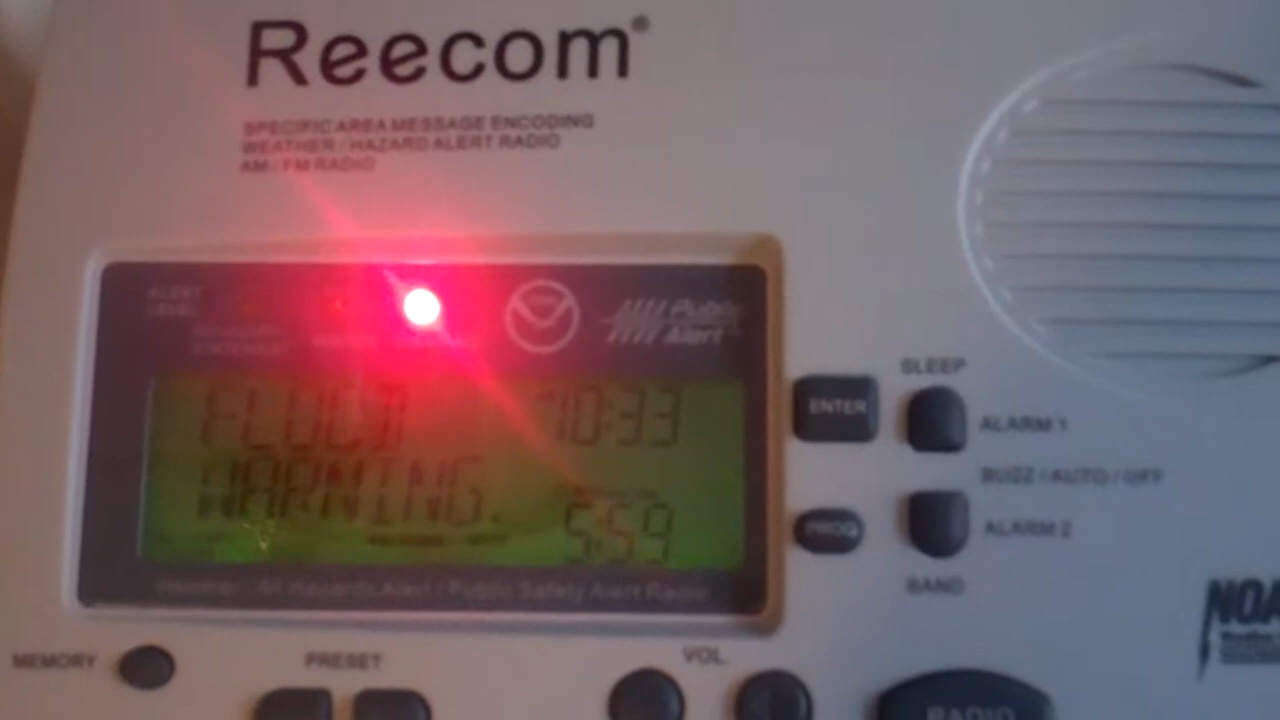 Reecom®
SPECIFIC AREA MESSAGE ENCODING
WEATHER / HAZARD ALERT RADIO
AM / FM RADIO
ALERT
LEVEL
Public
Alert
FLOOD 10:33
WARNING. 5:59
Weather, All Hazards Alert / Public Safety Alert Radio
SLEEP
ENTER
ALARM 1
BUZZ / AUTO / OFF
PROG
ALARM 2
BAND
NOA
MEMORY
PRESET
VOL.
RADIO